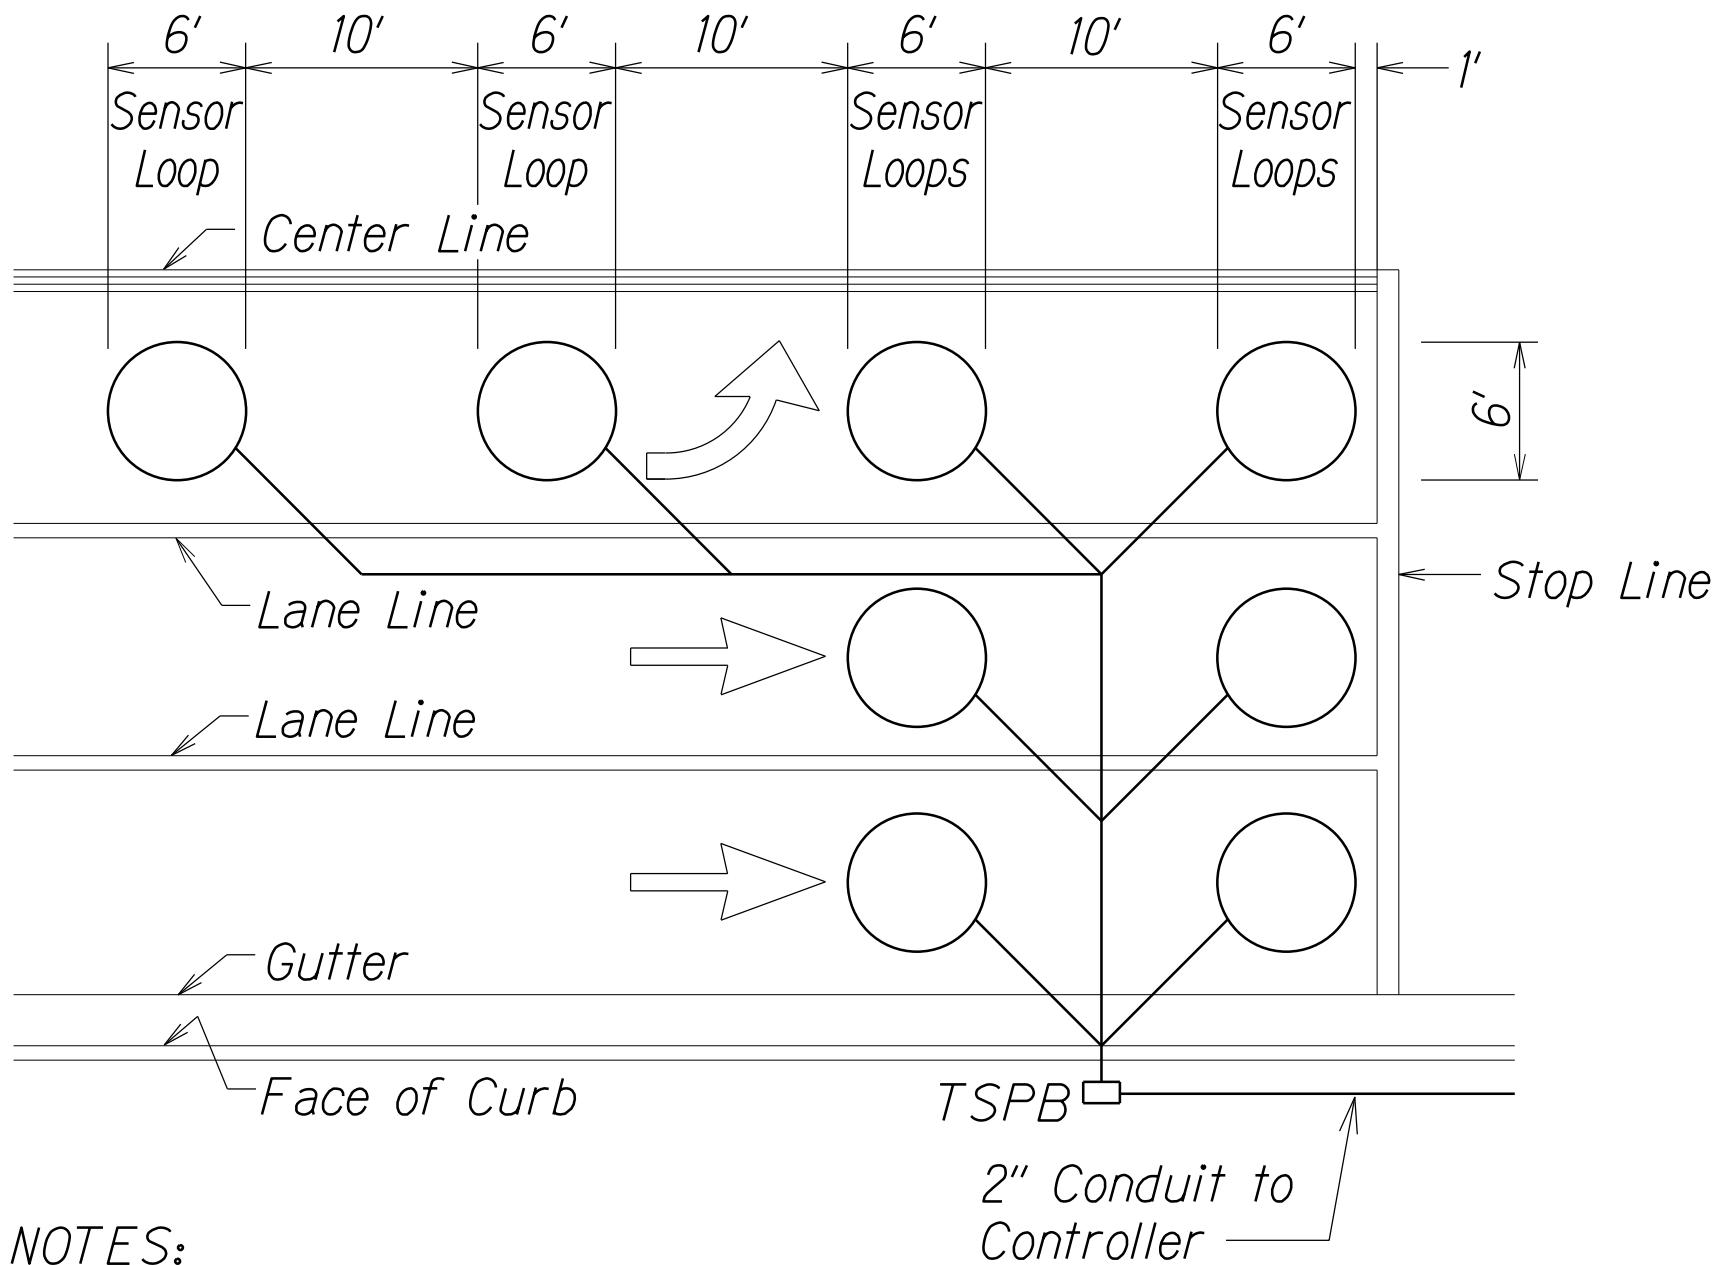 6' 10' 6' 10' 6' 10' 6'
1'
Sensor Loop
Sensor Loop
Sensor Loops
Sensor Loops
Center Line
6'
Stop Line
Lane Line
Lane Line
Gutter
Face of Curb
TSPB
2" Conduit to
Controller
NOTES: